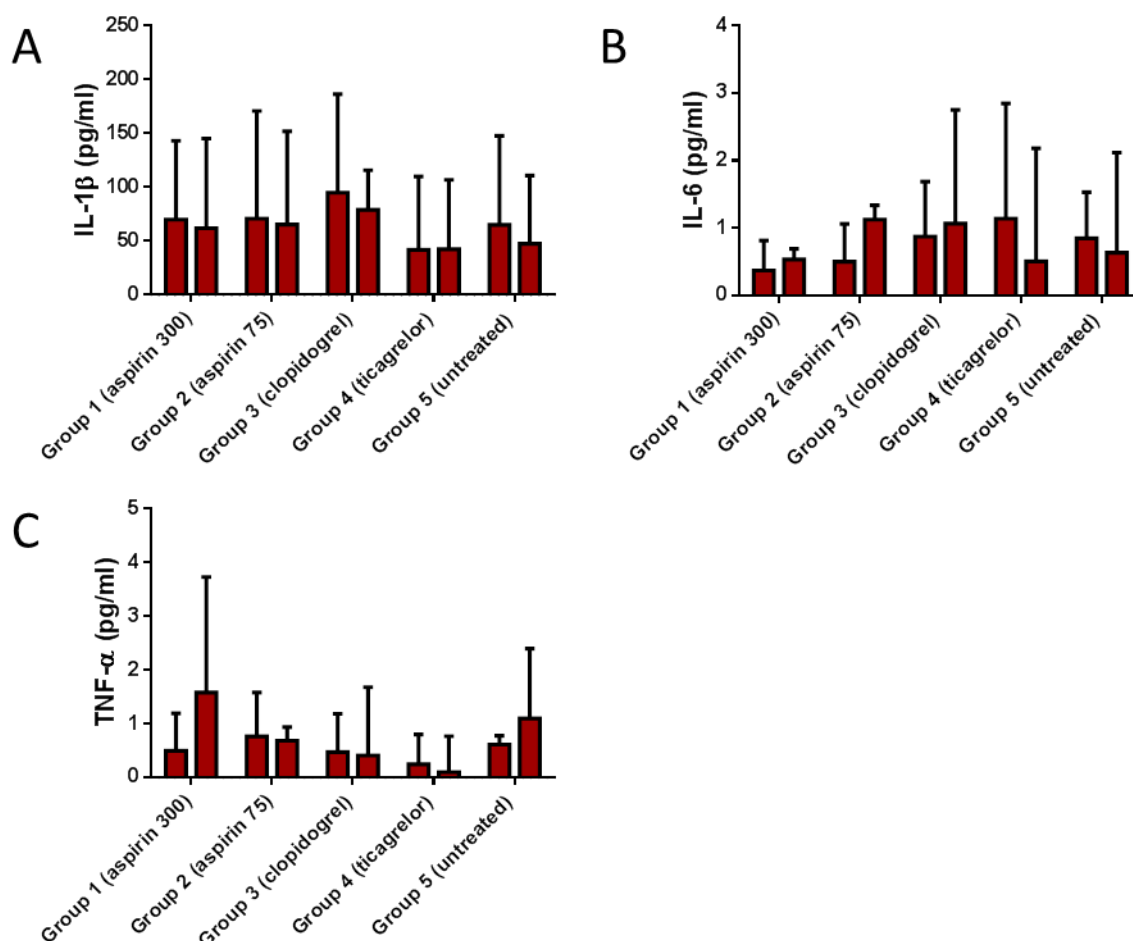 A
IL-1β (pg/ml)
250
200
150
100
50
0
Group 1 (aspirin 300)
Group 2 (aspirin 75)
Group 3 (clopidogrel)
Group 4 (ticagrelor)
Group 5 (untreated)
B
IL-6 (pg/ml)
4
3
2
1
0
Group 1 (aspirin 300)
Group 2 (aspirin 75)
Group 3 (clopidogrel)
Group 4 (ticagrelor)
Group 5 (untreated)
C
TNF-α (pg/ml)
5
4
3
2
1
0
Group 1 (aspirin 300)
Group 2 (aspirin 75)
Group 3 (clopidogrel)
Group 4 (ticagrelor)
Group 5 (untreated)